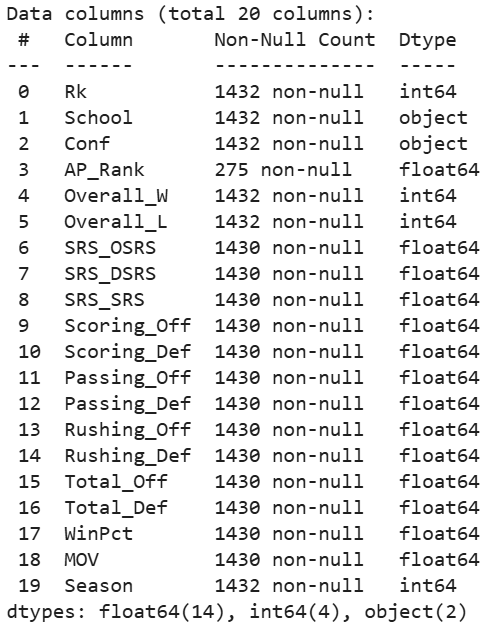 Data columns (total 20 columns):
 #   Column       Non-Null Count  Dtype
---  ------       --------------  -----
 0   Rk           1432 non-null   int64
 1   School       1432 non-null   object
 2   Conf         1432 non-null   object
 3   AP_Rank      275 non-null    float64
 4   Overall_W    1432 non-null   int64
 5   Overall_L    1432 non-null   int64
 6   SRS_OSRS     1430 non-null   float64
 7   SRS_DSRS     1430 non-null   float64
 8   SRS_SRS      1430 non-null   float64
 9   Scoring_Off  1430 non-null   float64
 10  Scoring_Def  1430 non-null   float64
 11  Passing_Off  1430 non-null   float64
 12  Passing_Def  1430 non-null   float64
 13  Rushing_Off  1430 non-null   float64
 14  Rushing_Def  1430 non-null   float64
 15  Total_Off    1430 non-null   float64
 16  Total_Def    1430 non-null   float64
 17  WinPct       1430 non-null   float64
 18  MOV          1430 non-null   float64
 19  Season       1432 non-null   int64
dtypes: float64(14), int64(4), object(2)